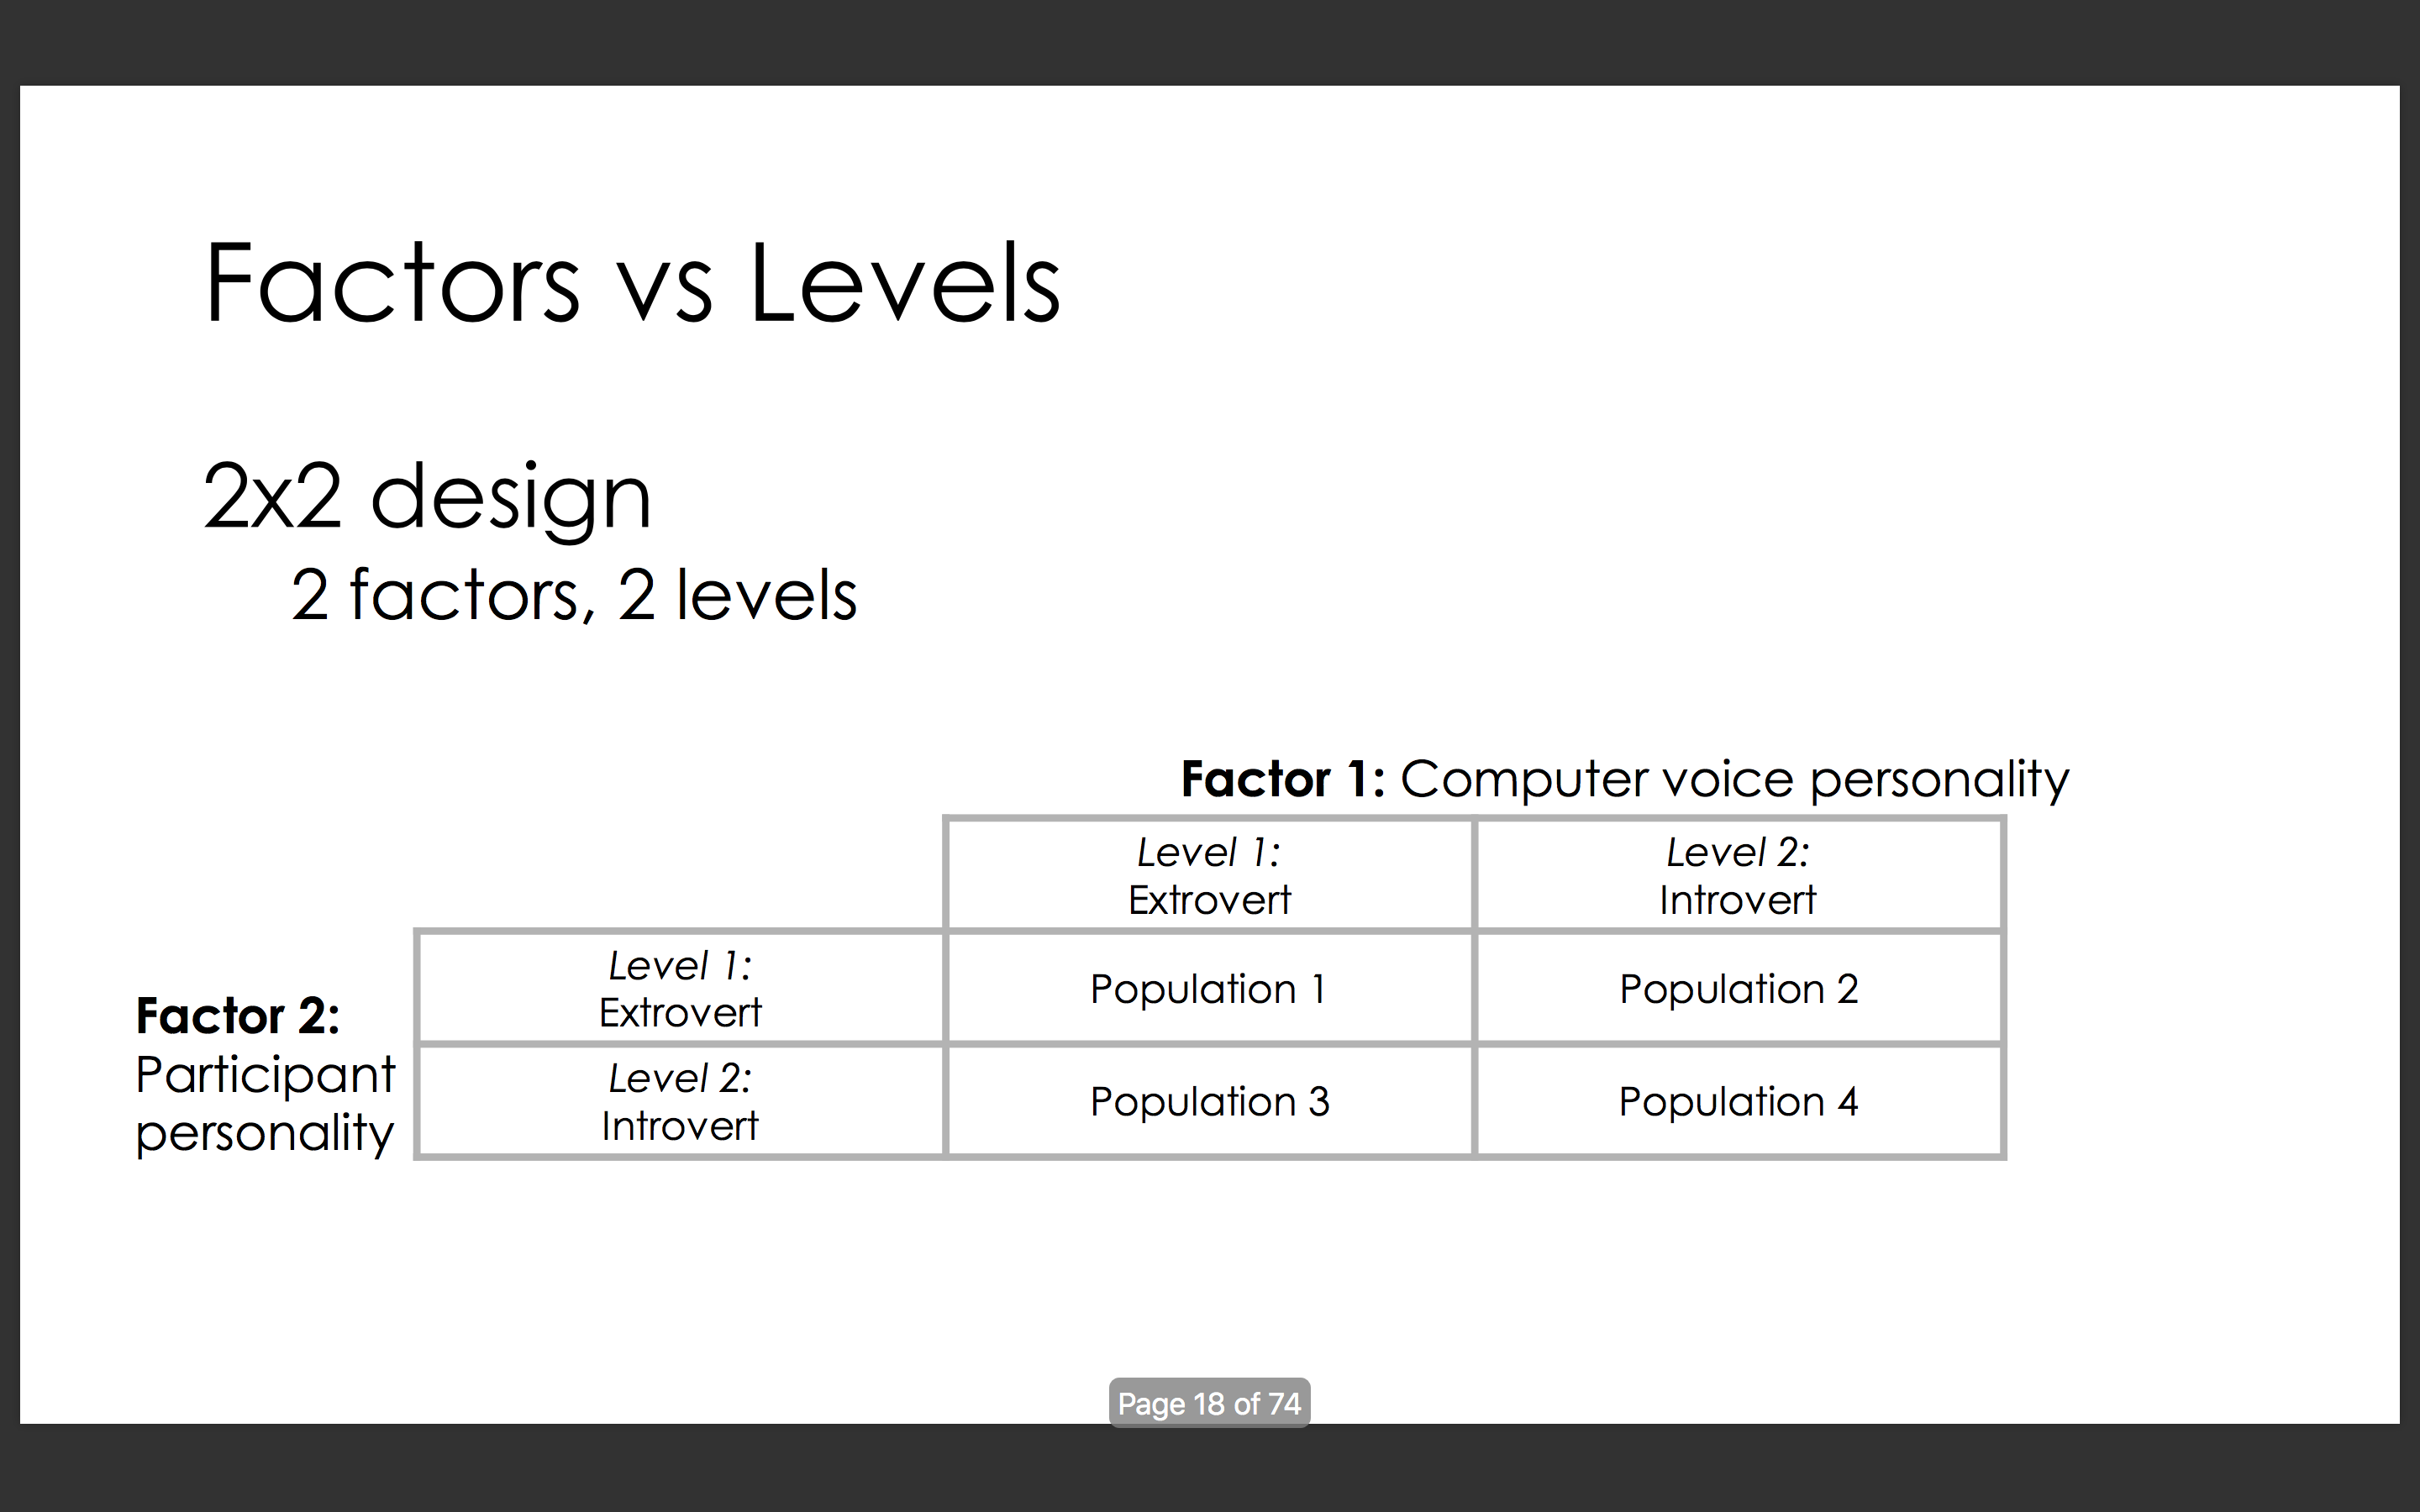 Factors vs Levels
2x2 design
2 factors, 2 levels
Factor 1: Computer voice personality
Level 1:
Extrovert
Level 2:
Introvert
Factor 2:
Participant
personality
Level 1:
Extrovert
Population 1
Population 2
Level 2:
Introvert
Population 3
Population 4
Page 18 of 74